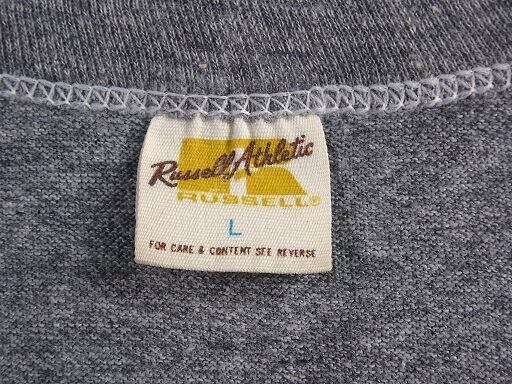 Russell Athletic
RUSSELL®
L
FOR CARE & CONTENT SEE REVERSE